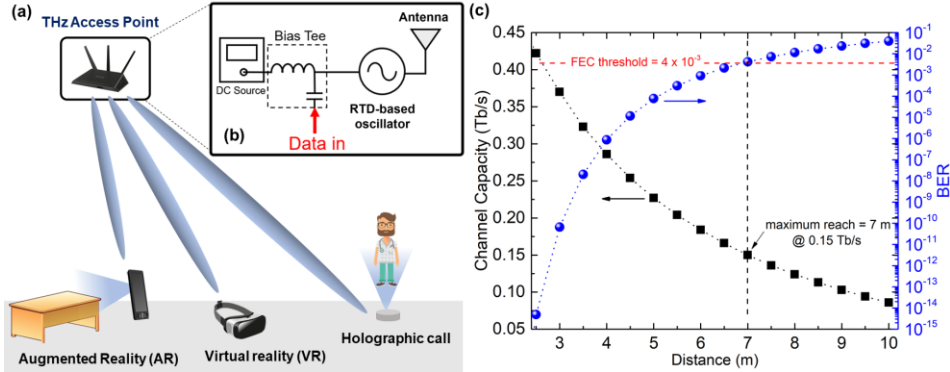 (a)
THz Access Point
Antenna
Bias Tee
DC Source
RTD-based
oscillator
(b)
Data in
Augmented Reality (AR)
Virtual reality (VR)
Holographic call
(c)
Channel Capacity (Tb/s)
0.45
0.40
0.35
0.30
0.25
0.20
0.15
0.10
0.05
FEC threshold = 4 x 10⁻³
maximum reach = 7 m
@ 0.15 Tb/s
3 4 5 6 7 8 9 10
Distance (m)
10⁻¹
10⁻²
10⁻³
10⁻⁴
10⁻⁵
10⁻⁶
10⁻⁷
10⁻⁸
10⁻⁹
10⁻¹⁰
10⁻¹¹
10⁻¹²
10⁻¹³
10⁻¹⁴
10⁻¹⁵
BER